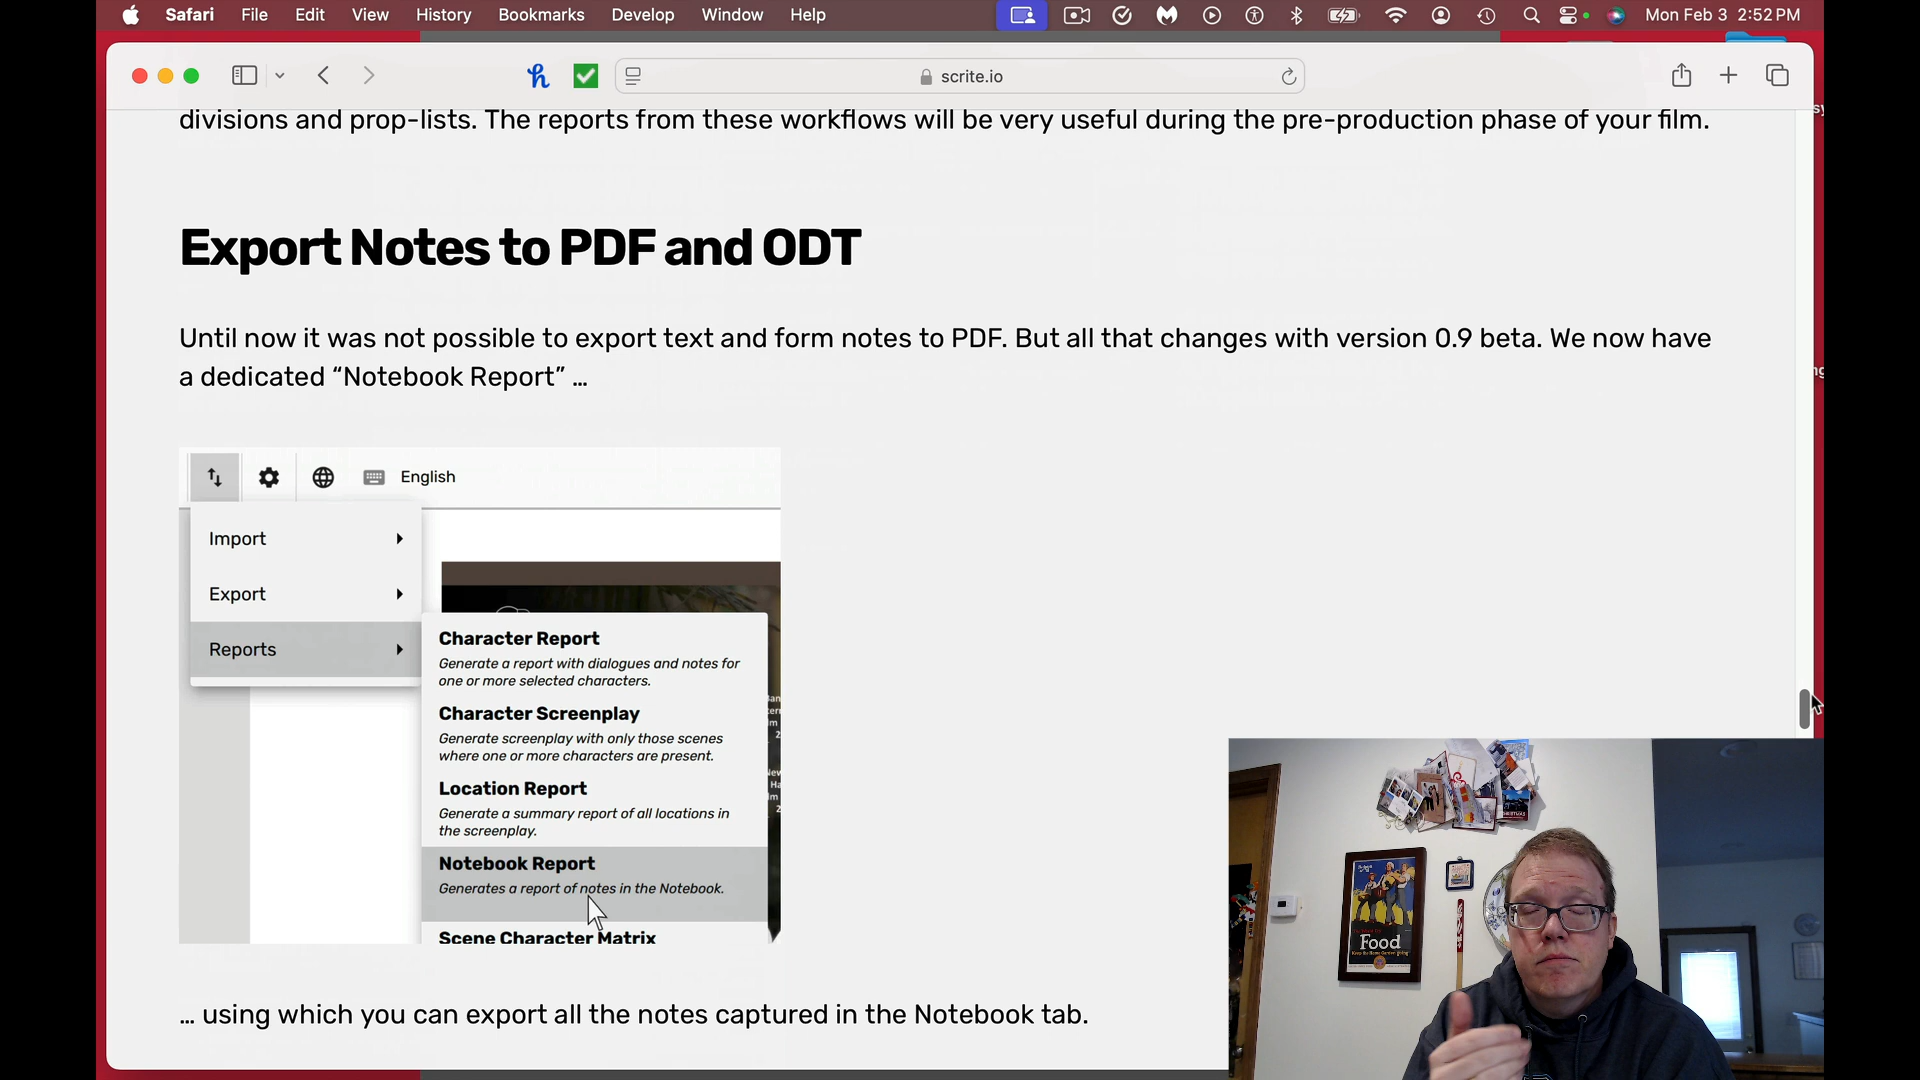 Safari File Edit View History Bookmarks Develop Window Help Mon Feb 3 2:52 PM
scrite.io
divisions and prop-lists. The reports from these workflows will be very useful during the pre-production phase of your film.
Export Notes to PDF and ODT
Until now it was not possible to export text and form notes to PDF. But all that changes with version 0.9 beta. We now have
a dedicated “Notebook Report” ...
English
Import
Export
Reports
Character Report
Generate a report with dialogues and notes for
one or more selected characters.
Character Screenplay
Generate screenplay with only those scenes
where one or more characters are present.
Location Report
Generate a summary report of all locations in
the screenplay.
Notebook Report
Generates a report of notes in the Notebook.
Scene Character Matrix
... using which you can export all the notes captured in the Notebook tab.
Food